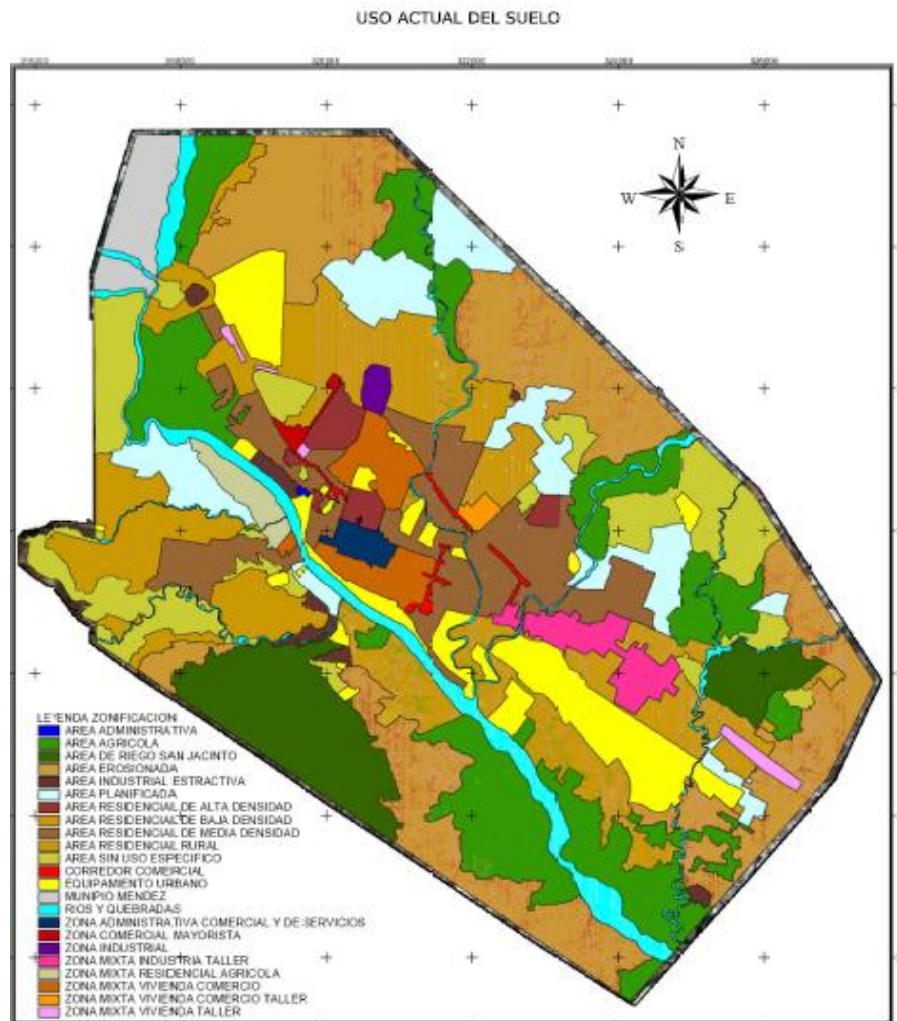 USO ACTUAL DEL SUELO
N
W E
S
LEYENDA ZONIFICACION
AREA ADMINISTRATIVA
AREA AGRICOLA
AREA DE RIEGO SAN JACINTO
AREA EROSIONADA
AREA INDUSTRIAL ESTRACTIVA
AREA PLANIFICADA
AREA RESIDENCIAL DE ALTA DENSIDAD
AREA RESIDENCIAL DE BAJA DENSIDAD
AREA RESIDENCIAL DE MEDIA DENSIDAD
AREA RESIDENCIAL RURAL
AREA SIN USO ESPECIFICO
CORREDOR COMERCIAL
EQUIPAMIENTO URBANO
MUNIPIO MENDEZ
RIOS Y QUEBRADAS
ZONA ADMINISTRATIVA COMERCIAL Y DE SERVICIOS
ZONA COMERCIAL MAYORISTA
ZONA INDUSTRIAL
ZONA MIXTA INDUSTRIA TALLER
ZONA MIXTA RESIDENCIAL AGRICOLA
ZONA MIXTA VIVIENDA COMERCIO
ZONA MIXTA VIVIENDA COMERCIO TALLER
ZONA MIXTA VIVIENDA TALLER